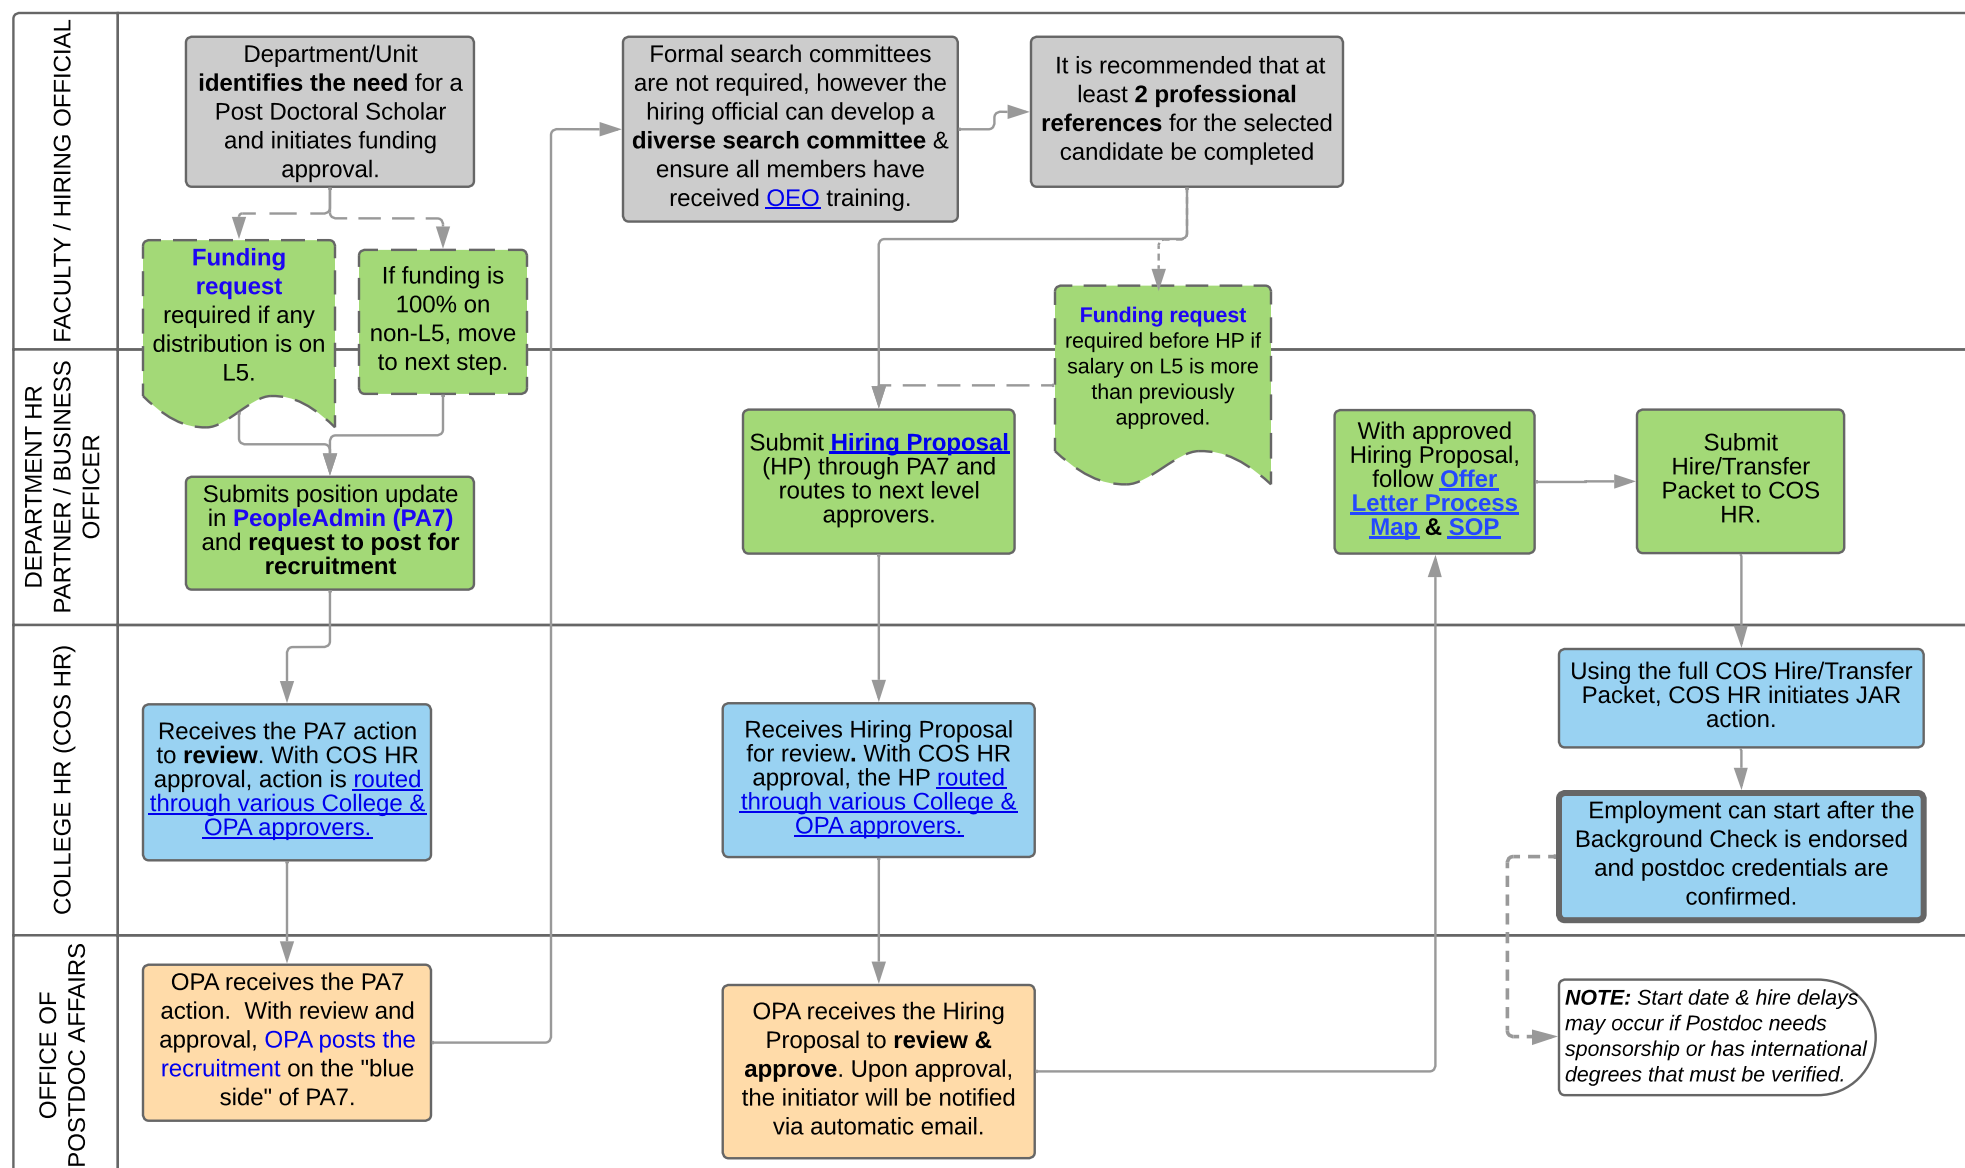 FACULTY / HIRING OFFICIAL
Department/Unit
identifies the need for a
Post Doctoral Scholar
and initiates funding
approval.
Formal search committees
are not required, however the
hiring official can develop a
diverse search committee &
ensure all members have
received OEO training.
It is recommended that at
least 2 professional
references for the selected
candidate be completed
Funding
request
required if any
distribution is on
L5.
If funding is
100% on
non-L5, move
to next step.
Funding request
required before HP if
salary on L5 is more
than previously
approved.
DEPARTMENT HR
PARTNER / BUSINESS
OFFICER
Submits position update
in PeopleAdmin (PA7)
and request to post for
recruitment
Submit Hiring Proposal
(HP) through PA7 and
routes to next level
approvers.
With approved
Hiring Proposal,
follow Offer
Letter Process
Map & SOP
Submit
Hire/Transfer
Packet to COS
HR.
COLLEGE HR (COS HR)
Receives the PA7 action
to review. With COS HR
approval, action is routed
through various College &
OPA approvers.
Receives Hiring Proposal
for review. With COS HR
approval, the HP routed
through various College &
OPA approvers.
Using the full COS Hire/Transfer
Packet, COS HR initiates JAR
action.
Employment can start after the
Background Check is endorsed
and postdoc credentials are
confirmed.
OFFICE OF
POSTDOC AFFAIRS
OPA receives the PA7
action.  With review and
approval, OPA posts the
recruitment on the "blue
side" of PA7.
OPA receives the Hiring
Proposal to review &
approve. Upon approval,
the initiator will be notified
via automatic email.
NOTE: Start date & hire delays
may occur if Postdoc needs
sponsorship or has international
degrees that must be verified.